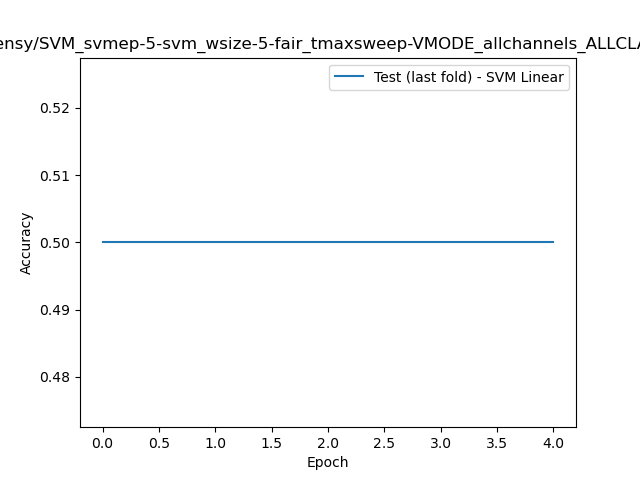 ensy/SVM_svmep-5-svm_wsize-5-fair_tmaxsweep-VMODE_allchannels_ALLCLA
Test (last fold) - SVM Linear
0.52
0.51
0.50
0.49
0.48
Accuracy
0.0 0.5 1.0 1.5 2.0 2.5 3.0 3.5 4.0
Epoch